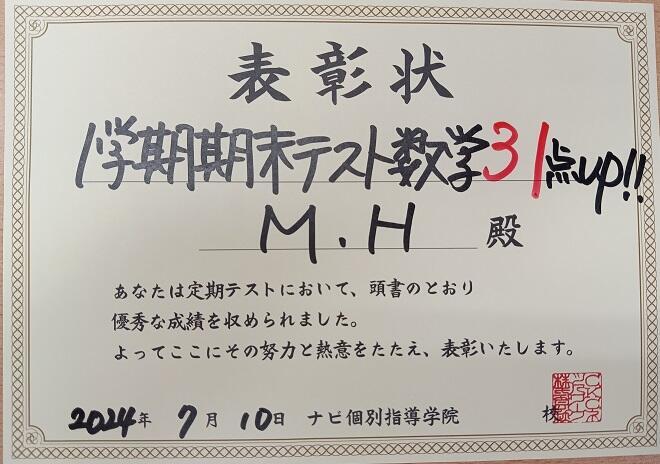 表彰状
1学期期末テスト数学31点up!!
M.H 殿
あなたは定期テストにおいて、頭書のとおり
優秀な成績を収められました。
よってここにその努力と熱意をたたえ、表彰いたします。
2024年 7月 10日 ナビ個別指導学院